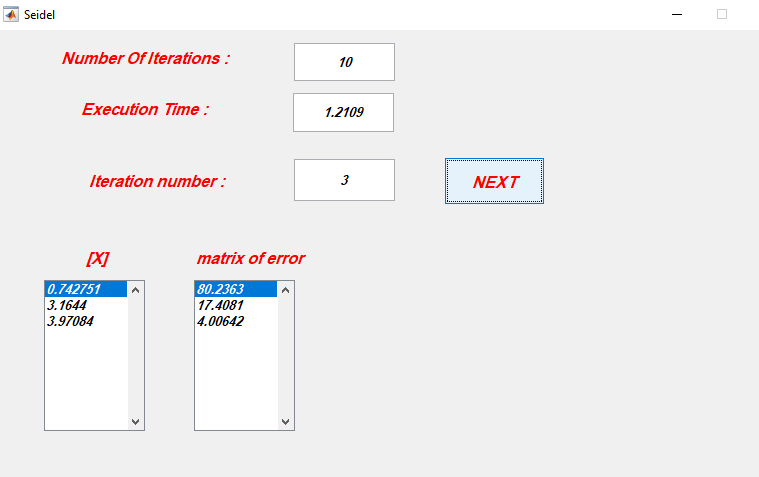 Seidel
Number Of Iterations :
10
Execution Time :
1.2109
Iteration number :
3
NEXT
[X]
matrix of error
0.742751
3.1644
3.97084
80.2363
17.4081
4.00642